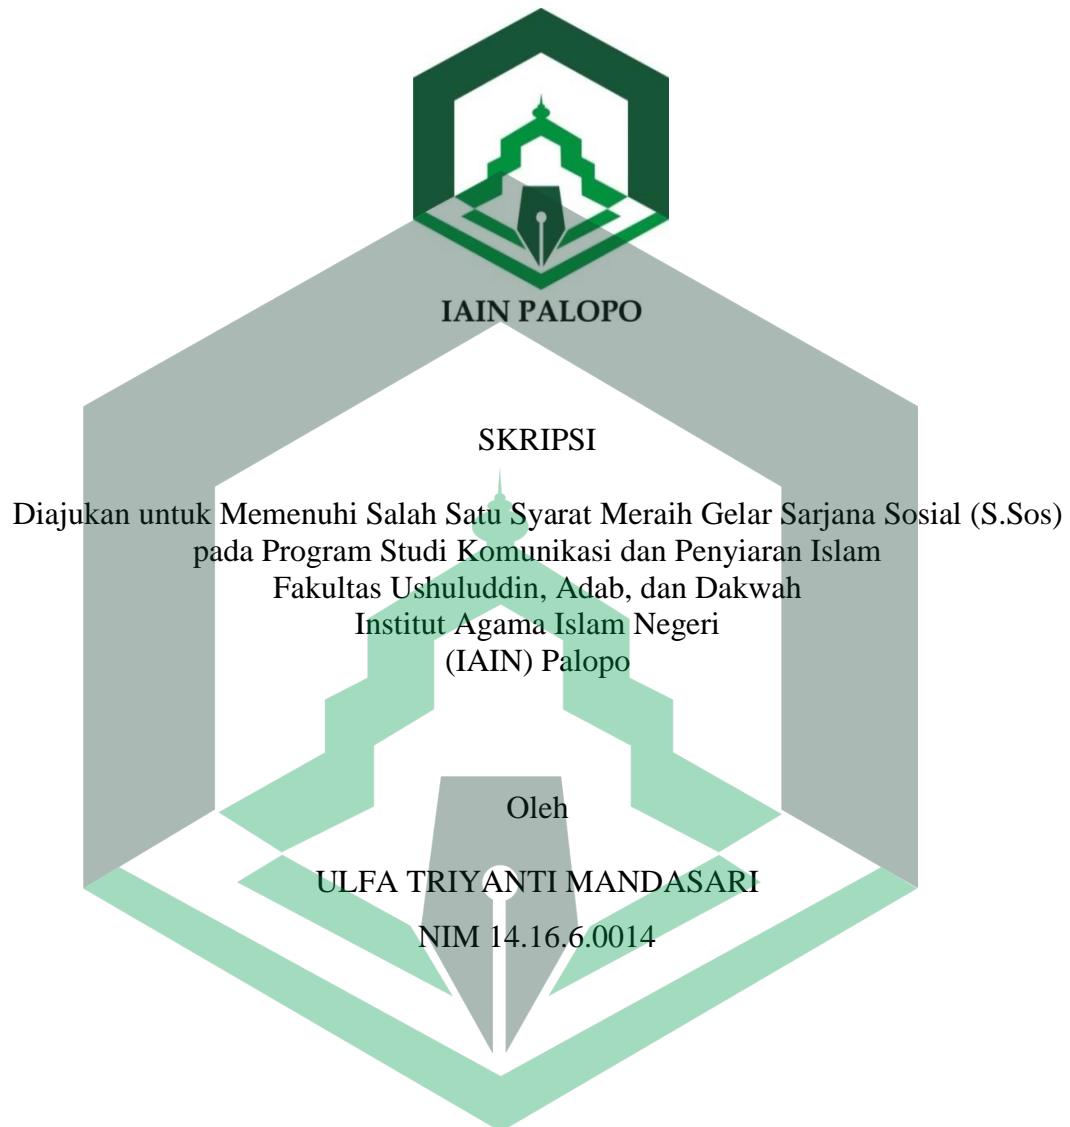 IAIN PALOPO
SKRIPSI
Diajukan untuk Memenuhi Salah Satu Syarat Meraih Gelar Sarjana Sosial (S.Sos)
pada Program Studi Komunikasi dan Penyiaran Islam
Fakultas Ushuluddin, Adab, dan Dakwah
Institut Agama Islam Negeri
(IAIN) Palopo
Oleh
ULFA TRIYANTI MANDASARI
NIM 14.16.6.0014